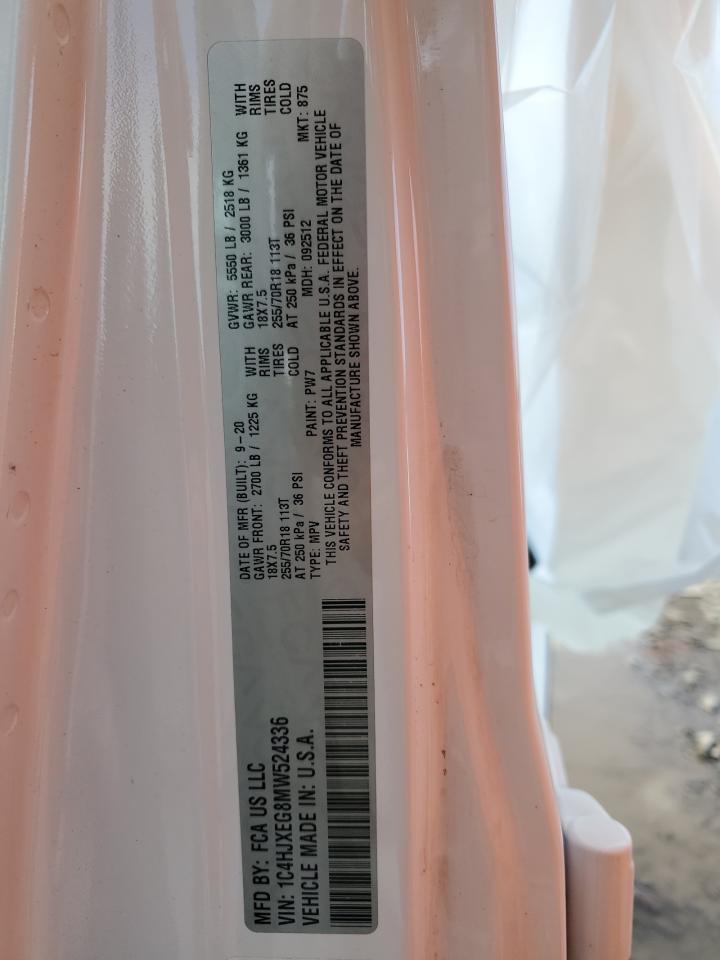 MFD BY: FCA US LLC
VIN: 1C4HJXEG8MW524336
VEHICLE MADE IN: U.S.A.
DATE OF MFR (BUILT): 9-20 GVWR: 5550 LB / 2518 KG
GAWR FRONT: 2700 LB / 1225 KG WITH GAWR REAR: 3000 LB / 1361 KG WITH
18X7.5 RIMS 18X7.5 RIMS
255/70R18 113T TIRES 255/70R18 113T TIRES
AT 250 kPa / 36 PSI COLD AT 250 kPa / 36 PSI COLD
TYPE: MPV PAINT: PW7 MDH: 092512 MKT: 875
THIS VEHICLE CONFORMS TO ALL APPLICABLE U.S.A. FEDERAL MOTOR VEHICLE
SAFETY AND THEFT PREVENTION STANDARDS IN EFFECT ON THE DATE OF
MANUFACTURE SHOWN ABOVE.